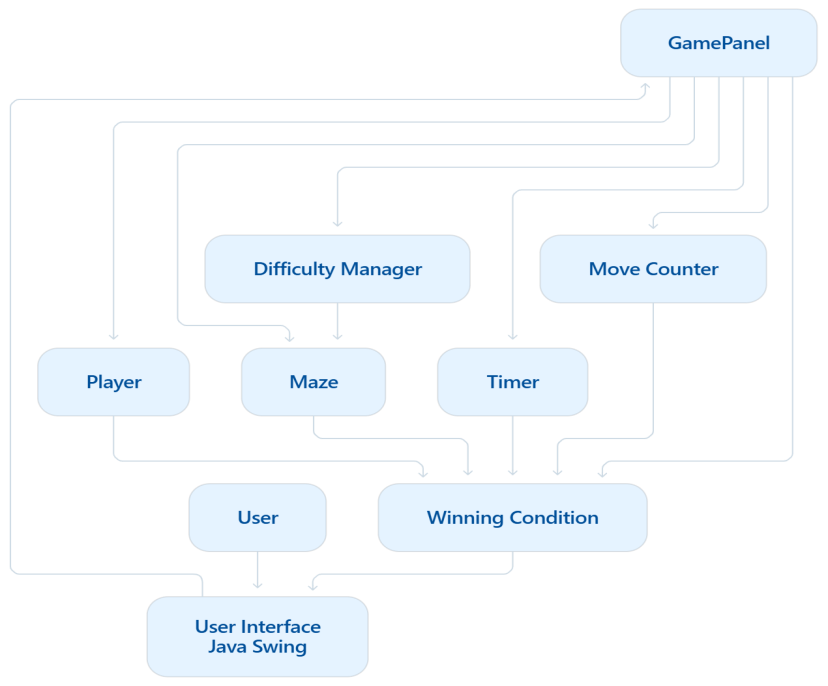 GamePanel
Difficulty Manager
Move Counter
Player
Maze
Timer
User
Winning Condition
User Interface
Java Swing